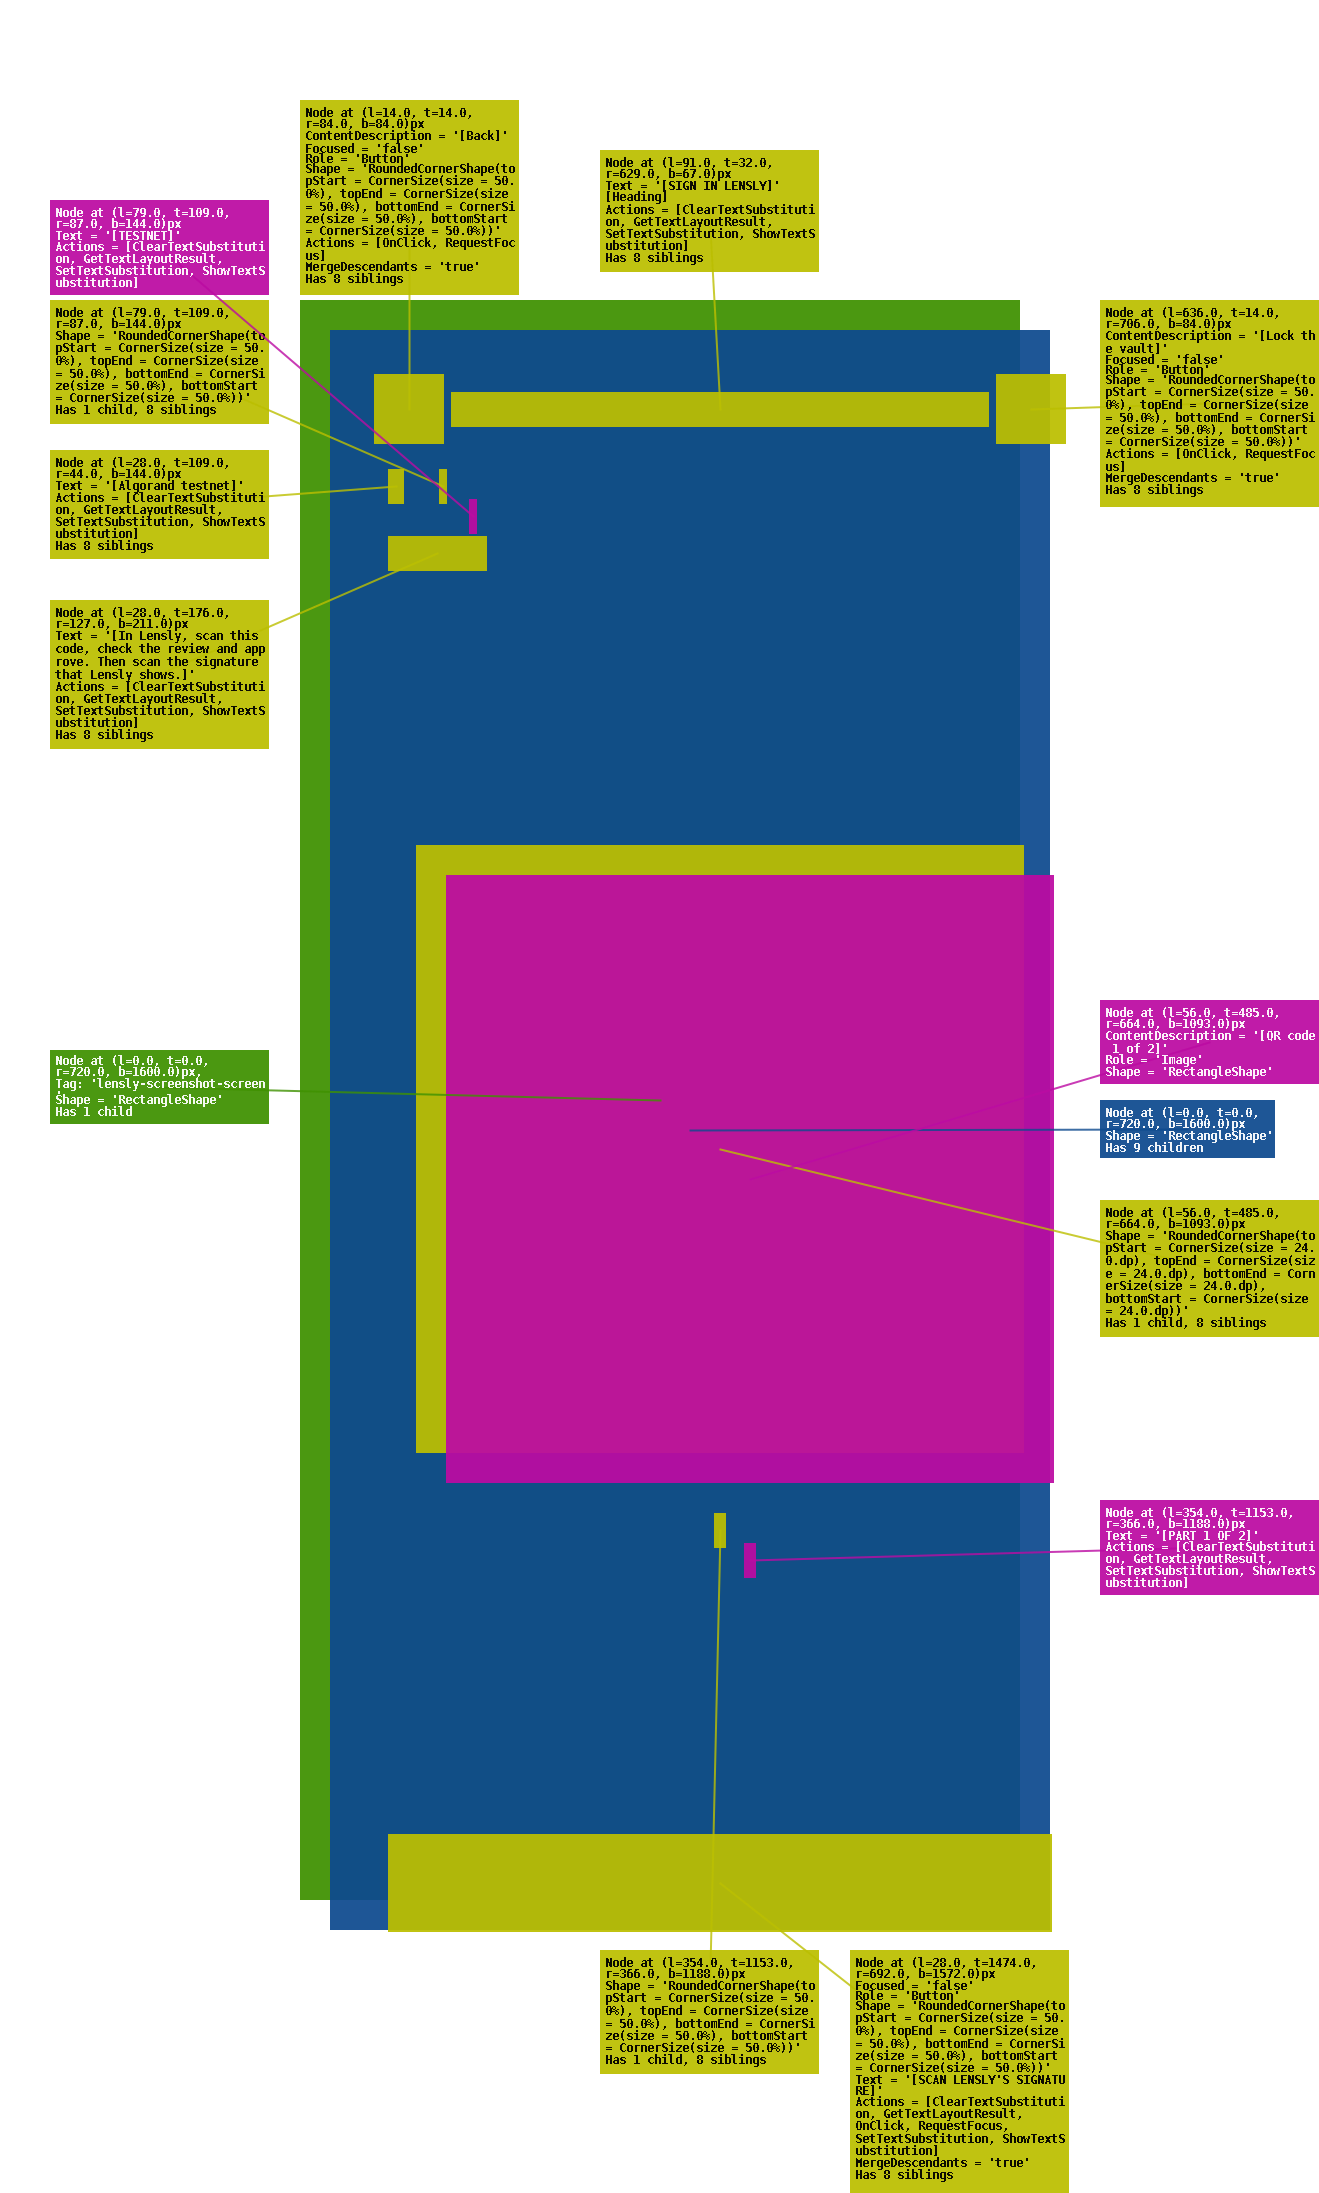 Node at (l=14.0, t=14.0,
r=84.0, b=84.0)px
ContentDescription = '[Back]'
Focused = 'false'
Role = 'Button'
Shape = 'RoundedCornerShape(to
pStart = CornerSize(size = 50.
0%), topEnd = CornerSize(size
= 50.0%), bottomEnd = CornerSi
ze(size = 50.0%), bottomStart
= CornerSize(size = 50.0%))'
Actions = [OnClick, RequestFoc
us]
MergeDescendants = 'true'
Has 8 siblings
Node at (l=91.0, t=32.0,
r=629.0, b=67.0)px
Text = '[SIGN IN LENSLY]'
[Heading]
Actions = [ClearTextSubstituti
on, GetTextLayoutResult,
SetTextSubstitution, ShowTextS
ubstitution]
Has 8 siblings
Node at (l=79.0, t=109.0,
r=87.0, b=144.0)px
Text = '[TESTNET]'
Actions = [ClearTextSubstituti
on, GetTextLayoutResult,
SetTextSubstitution, ShowTextS
ubstitution]
Node at (l=79.0, t=109.0,
r=87.0, b=144.0)px
Shape = 'RoundedCornerShape(to
pStart = CornerSize(size = 50.
0%), topEnd = CornerSize(size
= 50.0%), bottomEnd = CornerSi
ze(size = 50.0%), bottomStart
= CornerSize(size = 50.0%))'
Has 1 child, 8 siblings
Node at (l=636.0, t=14.0,
r=706.0, b=84.0)px
ContentDescription = '[Lock th
e vault]'
Focused = 'false'
Role = 'Button'
Shape = 'RoundedCornerShape(to
pStart = CornerSize(size = 50.
0%), topEnd = CornerSize(size
= 50.0%), bottomEnd = CornerSi
ze(size = 50.0%), bottomStart
= CornerSize(size = 50.0%))'
Actions = [OnClick, RequestFoc
us]
MergeDescendants = 'true'
Has 8 siblings
Node at (l=28.0, t=109.0,
r=44.0, b=144.0)px
Text = '[Algorand testnet]'
Actions = [ClearTextSubstituti
on, GetTextLayoutResult,
SetTextSubstitution, ShowTextS
ubstitution]
Has 8 siblings
Node at (l=28.0, t=176.0,
r=127.0, b=211.0)px
Text = '[In Lensly, scan this
code, check the review and app
rove. Then scan the signature
that Lensly shows.]'
Actions = [ClearTextSubstituti
on, GetTextLayoutResult,
SetTextSubstitution, ShowTextS
ubstitution]
Has 8 siblings
Node at (l=56.0, t=485.0,
r=664.0, b=1093.0)px
ContentDescription = '[QR code
 1 of 2]'
Role = 'Image'
Shape = 'RectangleShape'
Node at (l=0.0, t=0.0,
r=720.0, b=1600.0)px,
Tag: 'lensly-screenshot-screen
'
Shape = 'RectangleShape'
Has 1 child
Node at (l=0.0, t=0.0,
r=720.0, b=1600.0)px
Shape = 'RectangleShape'
Has 9 children
Node at (l=56.0, t=485.0,
r=664.0, b=1093.0)px
Shape = 'RoundedCornerShape(to
pStart = CornerSize(size = 24.
0.dp), topEnd = CornerSize(siz
e = 24.0.dp), bottomEnd = Corn
erSize(size = 24.0.dp),
bottomStart = CornerSize(size
= 24.0.dp))'
Has 1 child, 8 siblings
Node at (l=354.0, t=1153.0,
r=366.0, b=1188.0)px
Text = '[PART 1 OF 2]'
Actions = [ClearTextSubstituti
on, GetTextLayoutResult,
SetTextSubstitution, ShowTextS
ubstitution]
Node at (l=354.0, t=1153.0,
r=366.0, b=1188.0)px
Shape = 'RoundedCornerShape(to
pStart = CornerSize(size = 50.
0%), topEnd = CornerSize(size
= 50.0%), bottomEnd = CornerSi
ze(size = 50.0%), bottomStart
= CornerSize(size = 50.0%))'
Has 1 child, 8 siblings
Node at (l=28.0, t=1474.0,
r=692.0, b=1572.0)px
Focused = 'false'
Role = 'Button'
Shape = 'RoundedCornerShape(to
pStart = CornerSize(size = 50.
0%), topEnd = CornerSize(size
= 50.0%), bottomEnd = CornerSi
ze(size = 50.0%), bottomStart
= CornerSize(size = 50.0%))'
Text = '[SCAN LENSLY'S SIGNATU
RE]'
Actions = [ClearTextSubstituti
on, GetTextLayoutResult,
OnClick, RequestFocus,
SetTextSubstitution, ShowTextS
ubstitution]
MergeDescendants = 'true'
Has 8 siblings